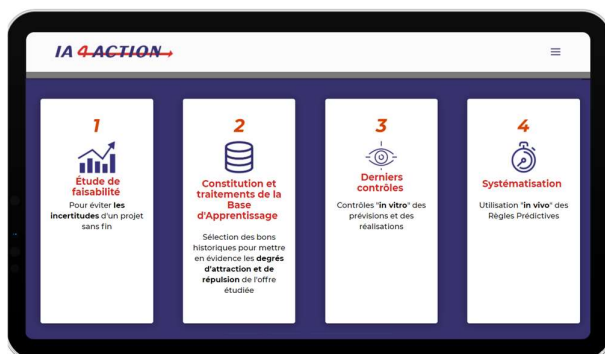 IA 4 ACTION
1
Étude de
faisabilité
Pour éviter les
incertitudes d'un projet
sans fin
2
Constitution et
traitements de la
Base
d'Apprentissage
Sélection des bons
historiques pour mettre
en évidence les degrés
d'attraction et de
répulsion de l'offre
étudiée
3
Derniers
contrôles
Contrôles "in vitro" des
prévisions et des
réalisations
4
Systématisation
Utilisation "in vivo" des
Règles Prédictives